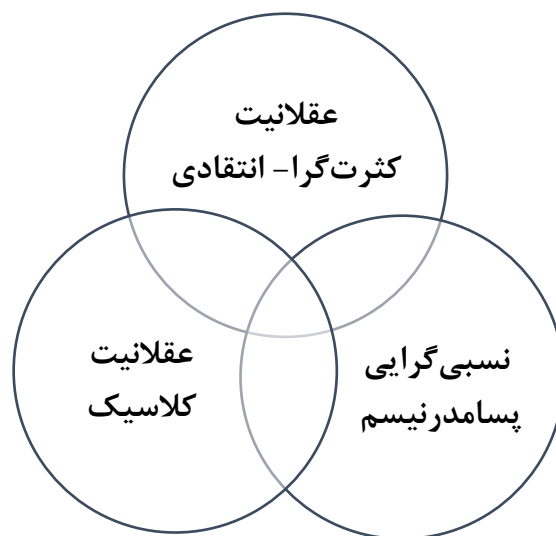 عقلانیت
کثرت‌گرا- انتقادی
عقلانیت
کلاسیک
نسبی‌گرایی
پسامدرنیسم